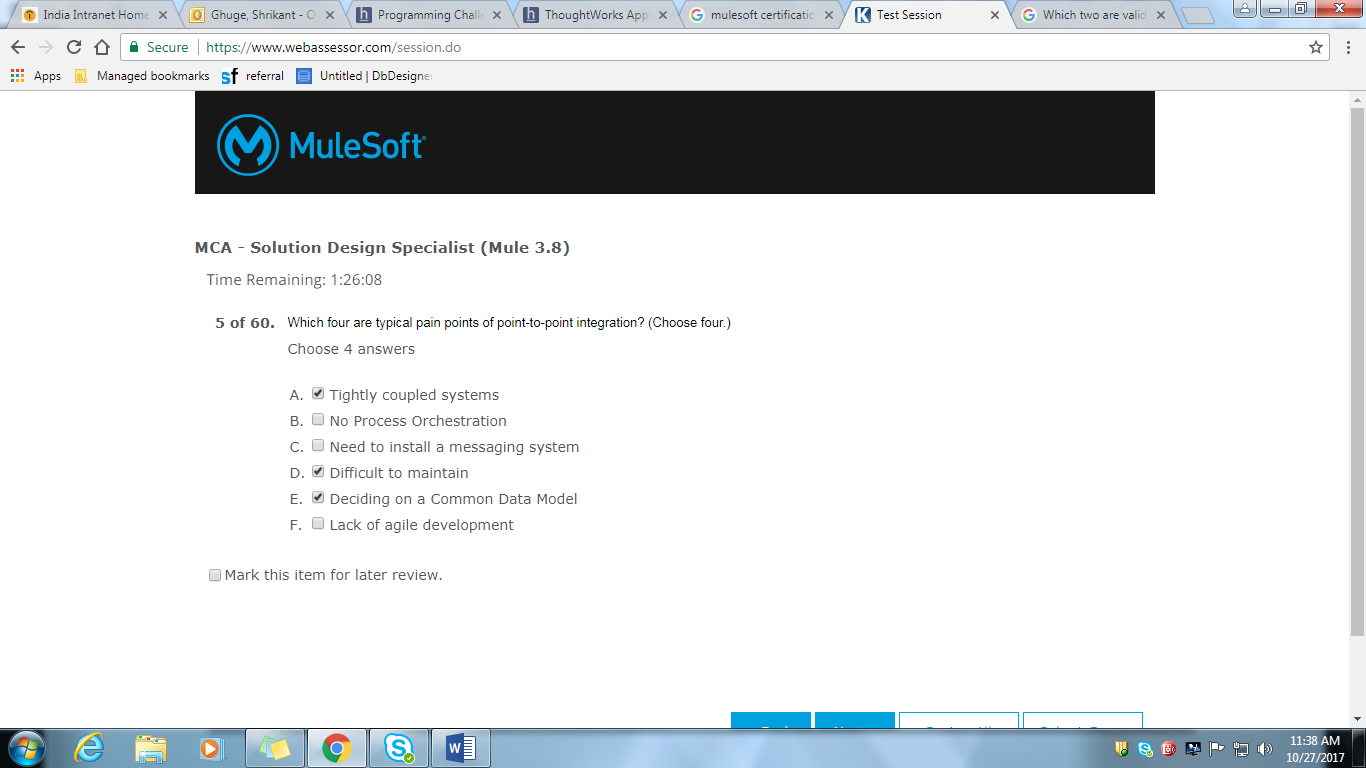 India Intranet Home
Ghuge, Shrikant - O
Programming Challe
ThoughtWorks App
mulesoft certificatio
Test Session
Which two are valid
Secure https://www.webassessor.com/session.do
Apps Managed bookmarks sf referral Untitled | DbDesigner
MuleSoft
MCA - Solution Design Specialist (Mule 3.8)
Time Remaining: 1:26:08
5 of 60. Which four are typical pain points of point-to-point integration? (Choose four.)
Choose 4 answers
A. Tightly coupled systems
B. No Process Orchestration
C. Need to install a messaging system
D. Difficult to maintain
E. Deciding on a Common Data Model
F. Lack of agile development
Mark this item for later review.
11:38 AM
10/27/2017